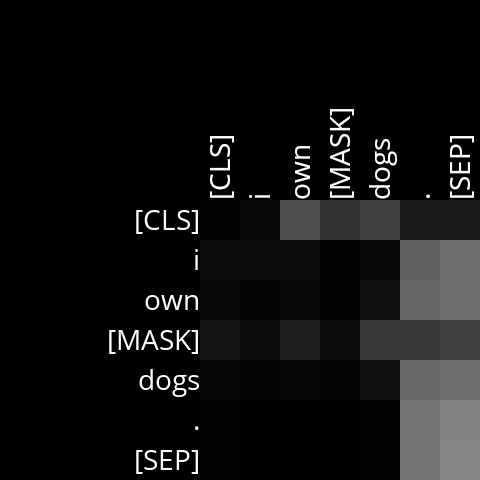 [CLS] i own [MASK] dogs . [SEP]
[CLS]
i
own
[MASK]
dogs
.
[SEP]